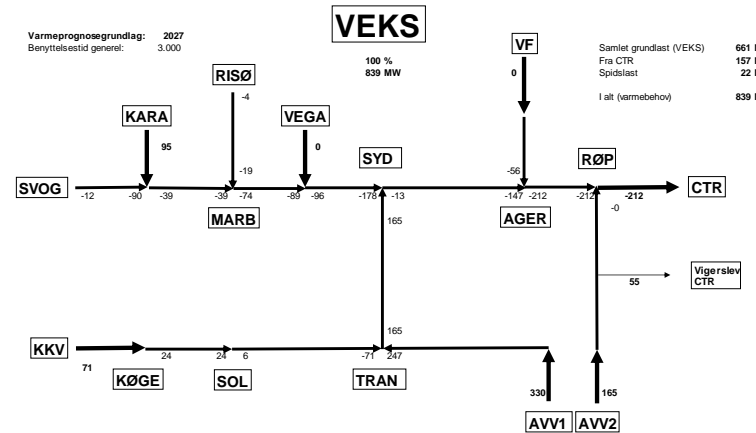 VEKS
Varmeprognosegrundlag: 2027
Benyttelsestid generel: 3.000
100 %
839 MW
VF
0
Samlet grundlast (VEKS) 661
Fra CTR 157
Spidslast 22
I alt (varmebehov) 839
RISØ
-4
KARA
95
VEGA
0
-19
SYD
-56
RØP
SVOG
-12 -90 -39 -39 -74 -89 -96 -178 -13 -147 -212 -212 -212
CTR
-0
MARB
165
AGER
Vigerslev
CTR
55
165
KKV
71
24 24 6 -71 247
KØGE
SOL
TRAN
330
165
AVV1
AVV2